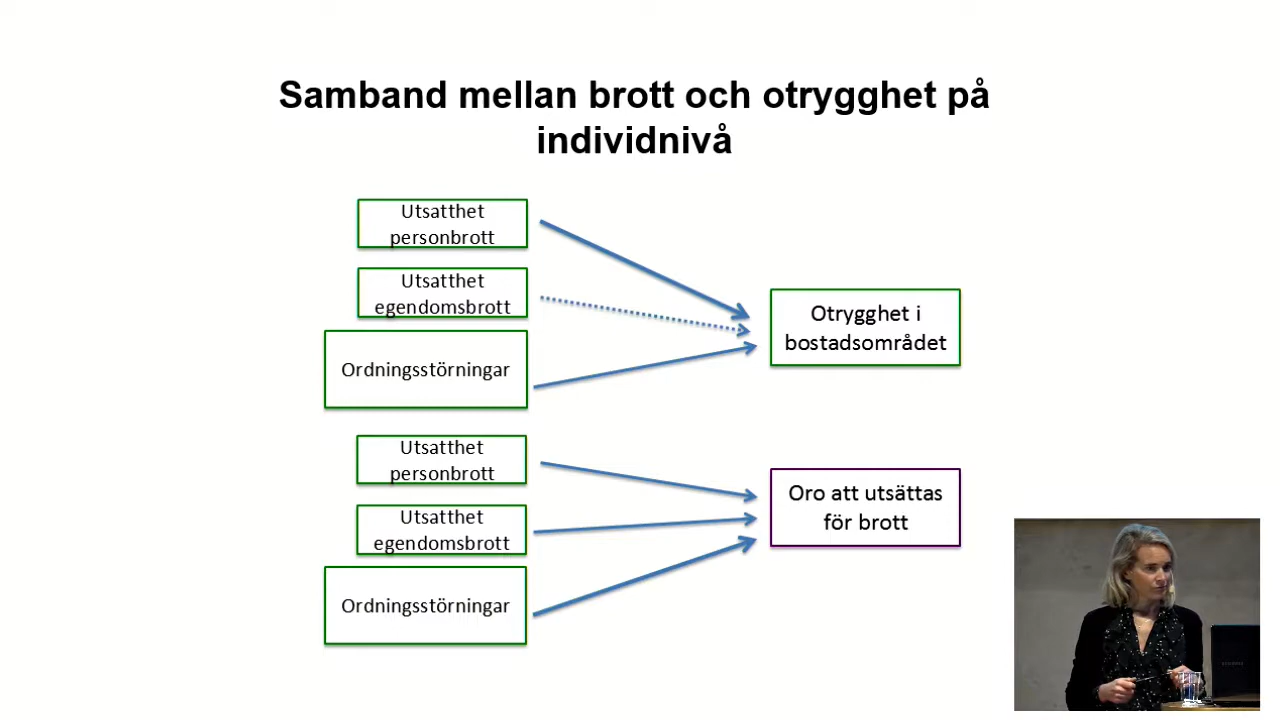 Samband mellan brott och otrygghet på
individnivå
Utsatthet
personbrott
Utsatthet
egendomsbrott
Ordningsstörningar
Otrygghet i
bostadsområdet
Utsatthet
personbrott
Utsatthet
egendomsbrott
Ordningsstörningar
Oro att utsättas
för brott